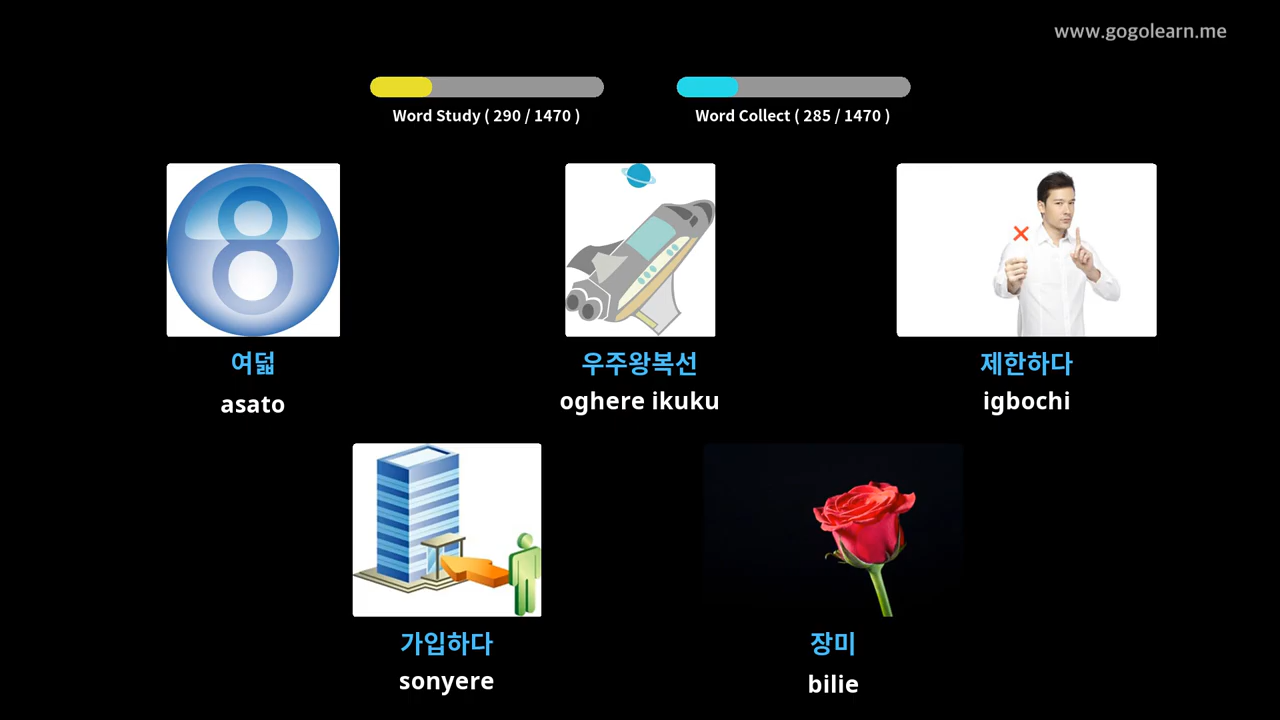 www.gogolearn.me
Word Study ( 290 / 1470 )
Word Collect ( 285 / 1470 )
8
여덟
asato
우주왕복선
oghere ikuku
제한하다
igbochi
가입하다
sonyere
장미
bilie